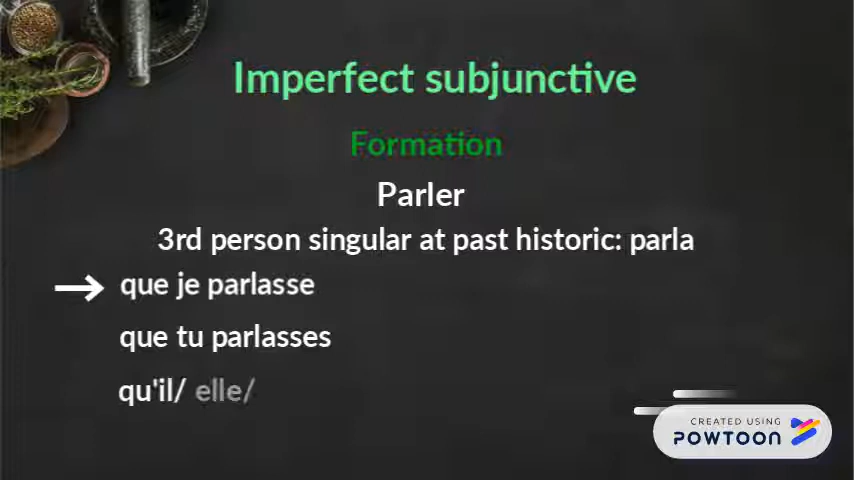 Imperfect subjunctive
Formation
Parler
3rd person singular at past historic: parla
que je parlasse
que tu parlasses
qu'il/ elle/
CREATED USING
POWTOON